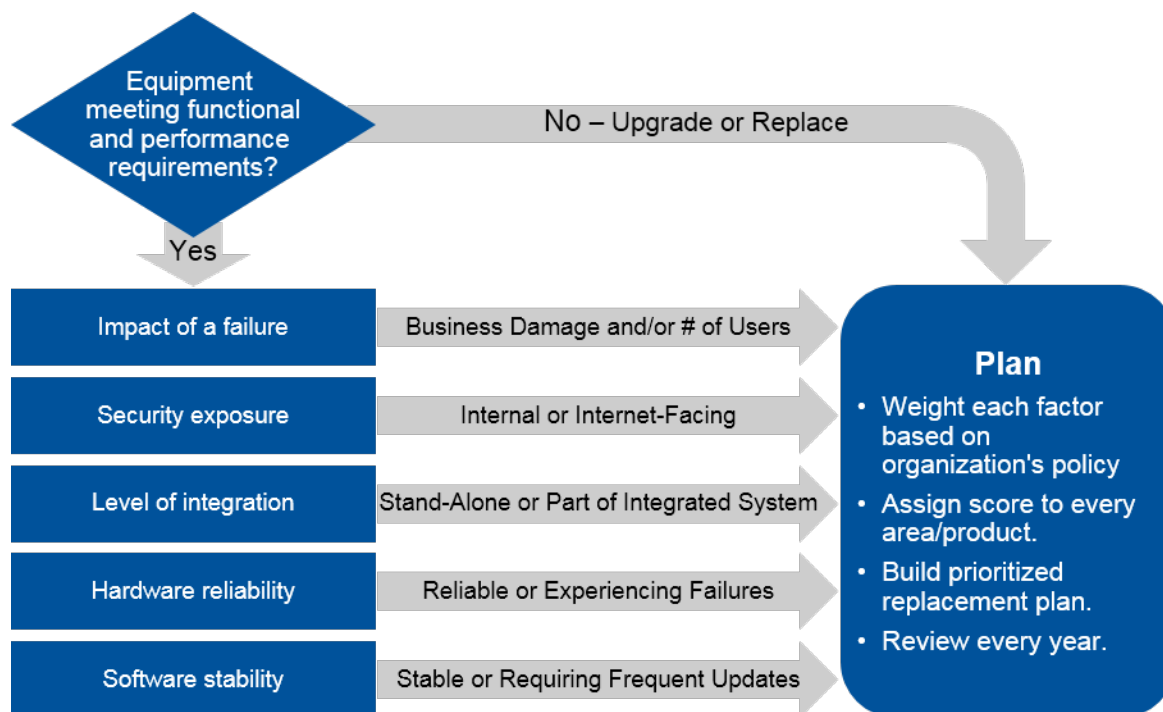 Equipment
meeting functional
and performance
requirements?
No – Upgrade or Replace
Yes
Impact of a failure
Business Damage and/or # of Users
Security exposure
Internal or Internet-Facing
Level of integration
Stand-Alone or Part of Integrated System
Hardware reliability
Reliable or Experiencing Failures
Software stability
Stable or Requiring Frequent Updates
Plan
• Weight each factor
based on
organization's policy
• Assign score to every
area/product.
• Build prioritized
replacement plan.
• Review every year.